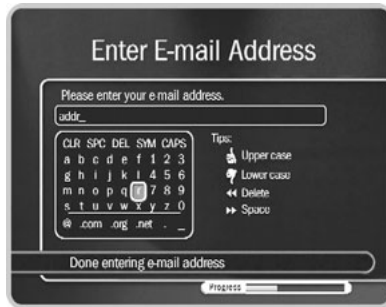 Enter E-mail Address
Please enter your e-mail address.
addr_
CLR SPC DEL SYM CAPS
a b c d e f 1 2 3
g h i j k l 4 5 6
m n o p q r 7 8 9
s t u v w x y z 0
@ .com .org .net . _
Tips:
Upper case
Lower case
Delete
Space
Done entering e-mail address
Progress